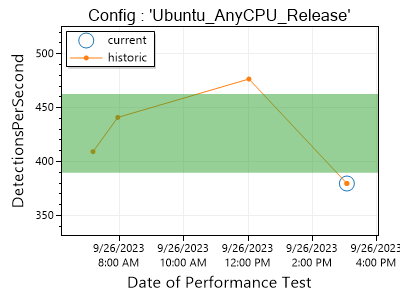 Config : 'Ubuntu_AnyCPU_Release'
current
historic
DetectionsPerSecond
500
450
400
350
9/26/2023 9/26/2023 9/26/2023 9/26/2023 9/26/2023
8:00 AM 10:00 AM 12:00 PM 2:00 PM 4:00 PM
Date of Performance Test